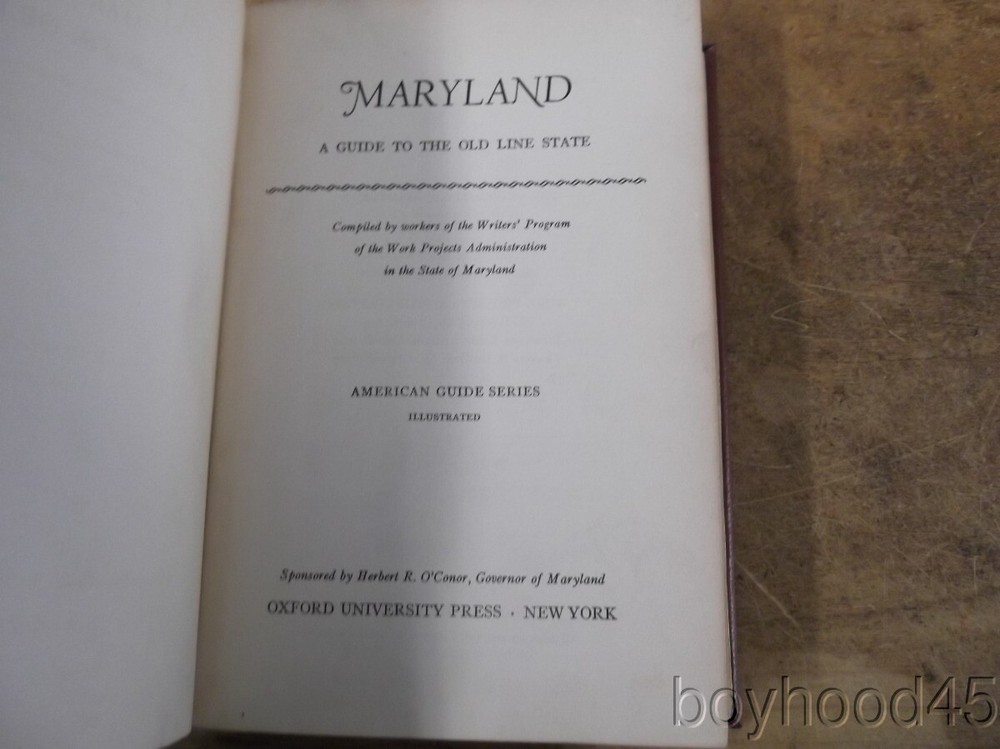 MARYLAND
A GUIDE TO THE OLD LINE STATE
Compiled by workers of the Writers' Program
of the Work Projects Administration
in the State of Maryland
AMERICAN GUIDE SERIES
ILLUSTRATED
Sponsored by Herbert R. O'Conor, Governor of Maryland
OXFORD UNIVERSITY PRESS · NEW YORK
boyhood45